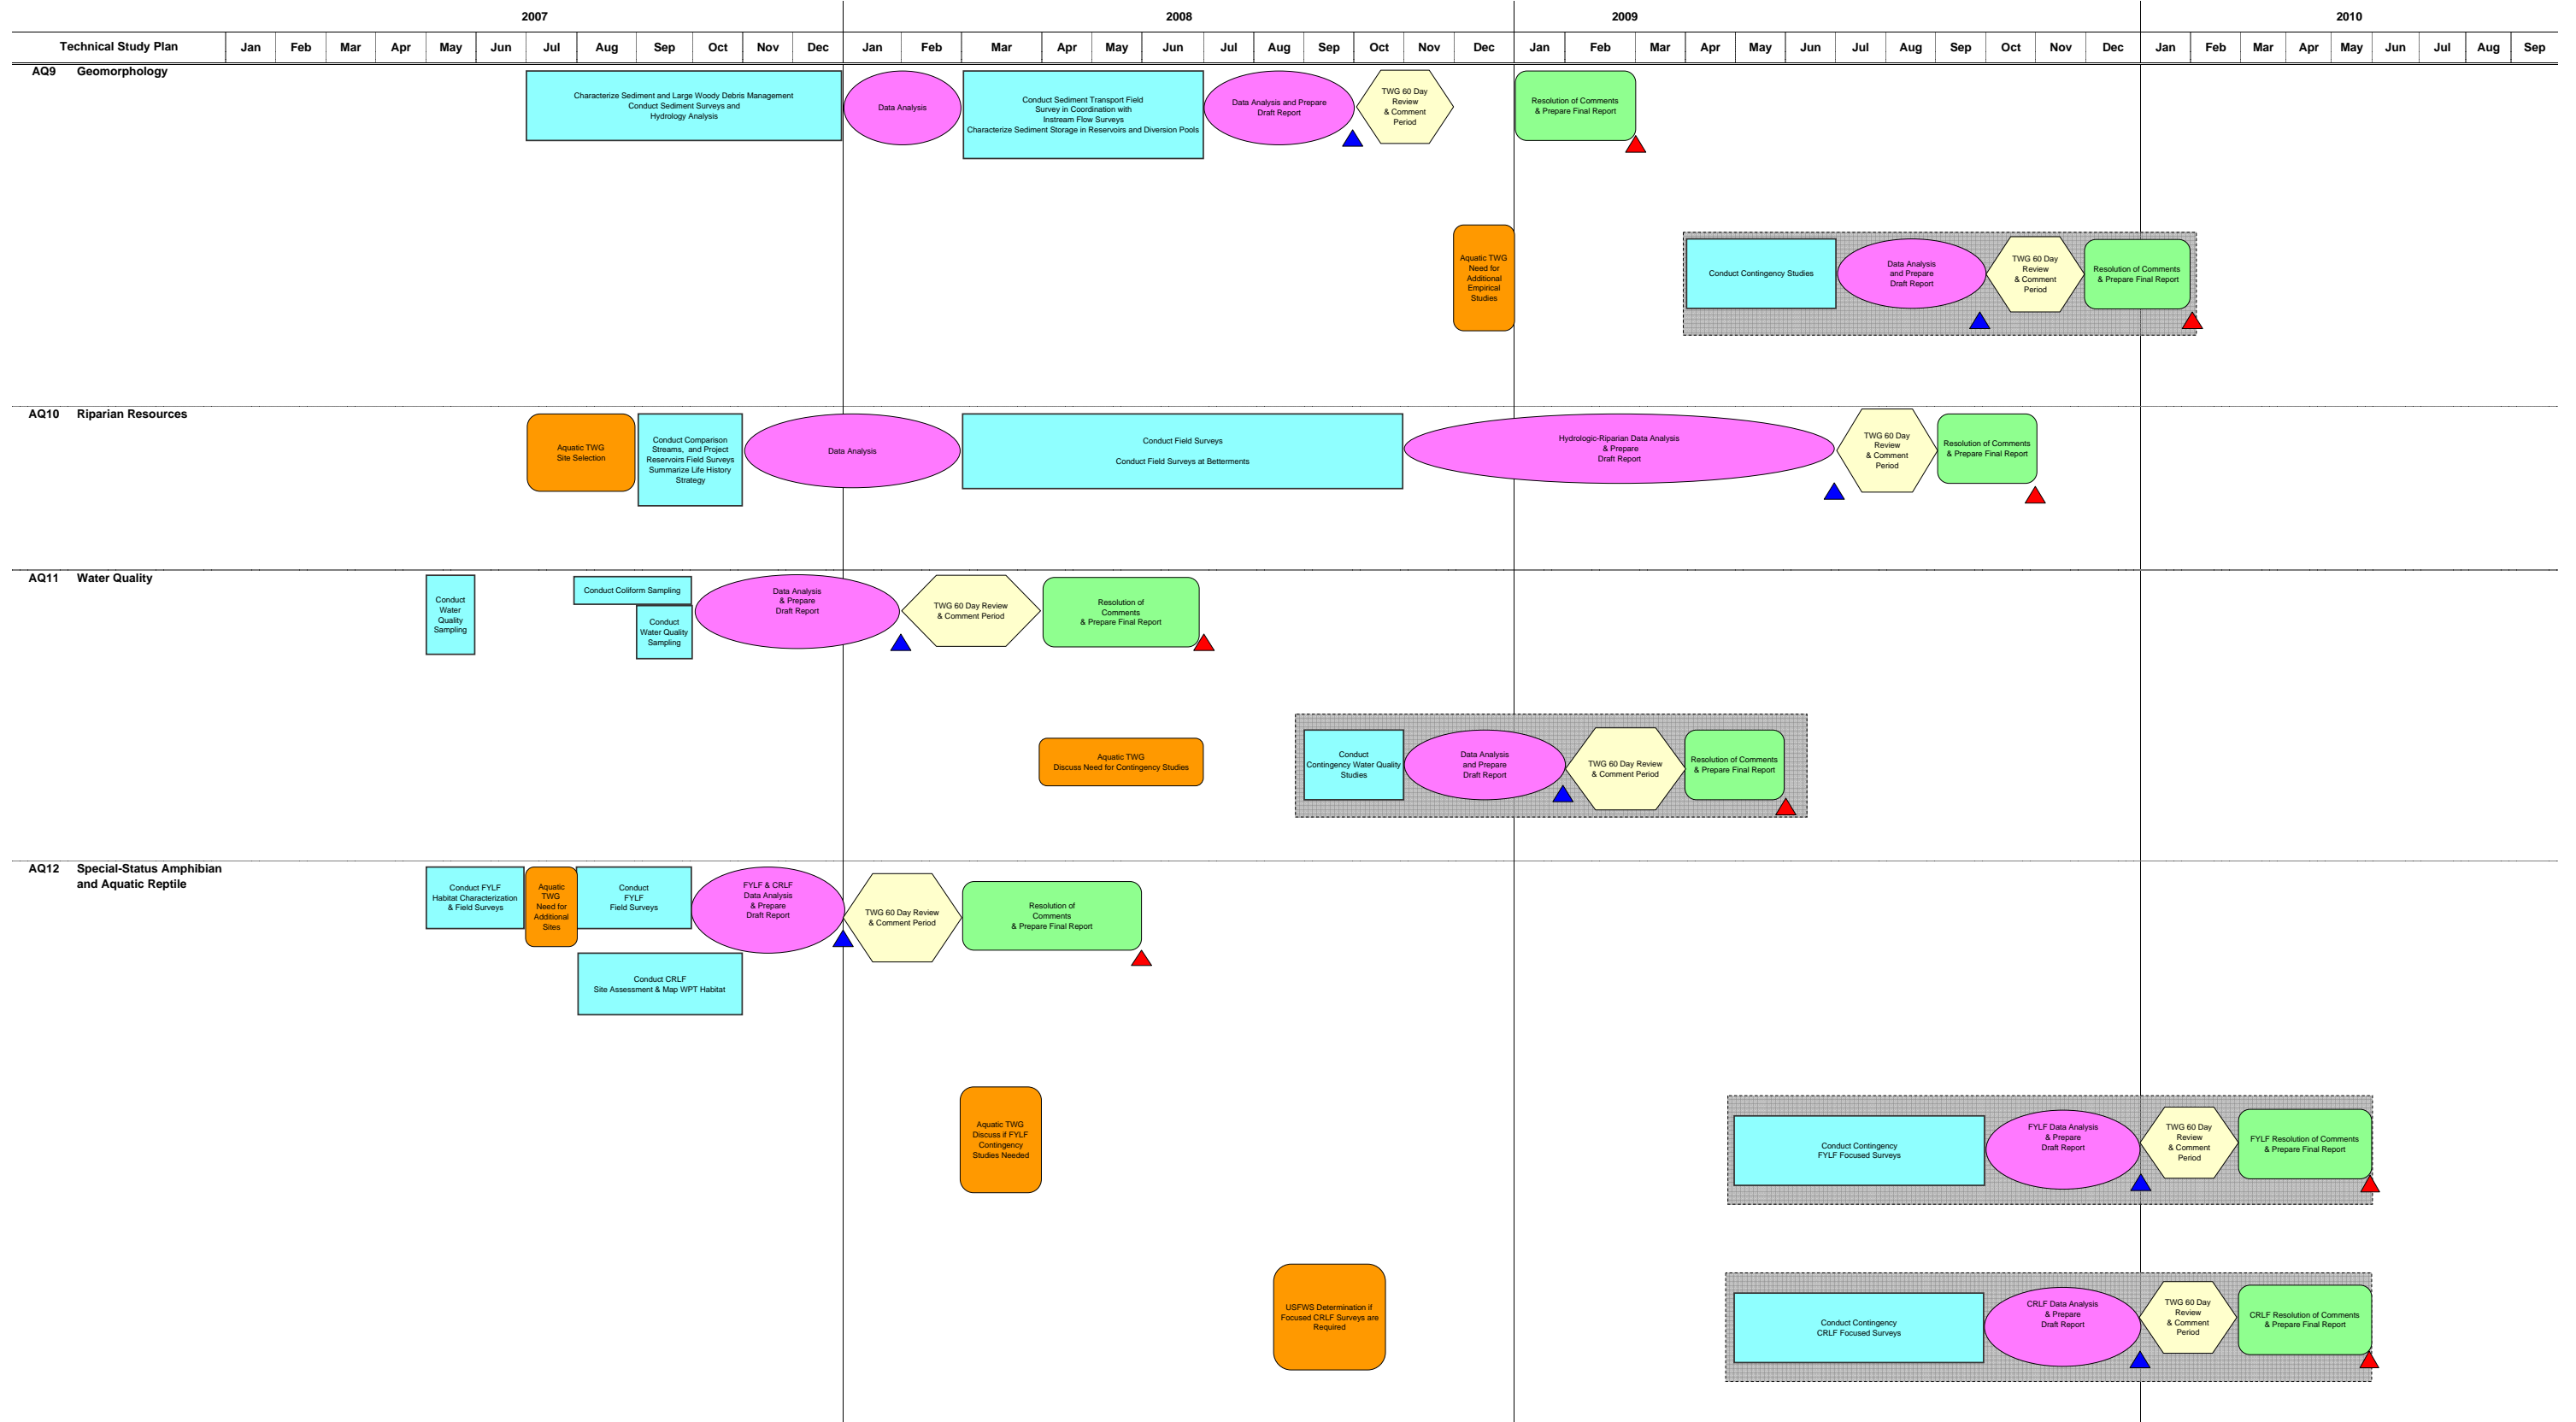 2007
2008
2009
2010
Technical Study Plan
Jan Feb Mar Apr May Jun Jul Aug Sep Oct Nov Dec
Jan Feb Mar Apr May Jun Jul Aug Sep Oct Nov Dec
Jan Feb Mar Apr May Jun Jul Aug Sep Oct Nov Dec
Jan Feb Mar Apr May Jun Jul Aug Sep
AQ9 Geomorphology
Characterize Sediment and Large Woody Debris Management
Conduct Sediment Surveys and
Hydrology Analysis
Data Analysis
Conduct Sediment Transport Field
Survey in Coordination with
Instream Flow Surveys
Characterize Sediment Storage in Reservoirs and Diversion Pools
Data Analysis and Prepare
Draft Report
TWG 60 Day
Review
& Comment
Period
Resolution of Comments
& Prepare Final Report
Aquatic TWG
Need for
Additional
Empirical
Studies
Conduct Contingency Studies
Data Analysis
and Prepare
Draft Report
TWG 60 Day
Review
& Comment
Period
Resolution of Comments
& Prepare Final Report
AQ10 Riparian Resources
Aquatic TWG
Site Selection
Conduct Comparison
Streams, and Project
Reservoirs Field Surveys
Summarize Life History
Strategy
Data Analysis
Conduct Field Surveys
Conduct Field Surveys at Betterments
Hydrologic-Riparian Data Analysis
& Prepare
Draft Report
TWG 60 Day
Review
& Comment
Period
Resolution of Comments
& Prepare Final Report
AQ11 Water Quality
Conduct
Water
Quality
Sampling
Conduct Coliform Sampling
Conduct
Water Quality
Sampling
Data Analysis
& Prepare
Draft Report
TWG 60 Day Review
& Comment Period
Resolution of
Comments
& Prepare Final Report
Aquatic TWG
Discuss Need for Contingency Studies
Conduct
Contingency Water Quality
Studies
Data Analysis
and Prepare
Draft Report
TWG 60 Day Review
& Comment Period
Resolution of Comments
& Prepare Final Report
AQ12 Special-Status Amphibian
and Aquatic Reptile
Conduct FYLF
Habitat Characterization
& Field Surveys
Aquatic
TWG
Need for
Additional
Sites
Conduct
FYLF
Field Surveys
FYLF & CRLF
Data Analysis
& Prepare
Draft Report
TWG 60 Day Review
& Comment Period
Resolution of
Comments
& Prepare Final Report
Conduct CRLF
Site Assessment & Map WPT Habitat
Aquatic TWG
Discuss if FYLF
Contingency
Studies Needed
Conduct Contingency
FYLF Focused Surveys
FYLF Data Analysis
& Prepare
Draft Report
TWG 60 Day
Review
& Comment
Period
FYLF Resolution of Comments
& Prepare Final Report
USFWS Determination if
Focused CRLF Surveys are
Required
Conduct Contingency
CRLF Focused Surveys
CRLF Data Analysis
& Prepare
Draft Report
TWG 60 Day
Review
& Comment
Period
CRLF Resolution of Comments
& Prepare Final Report